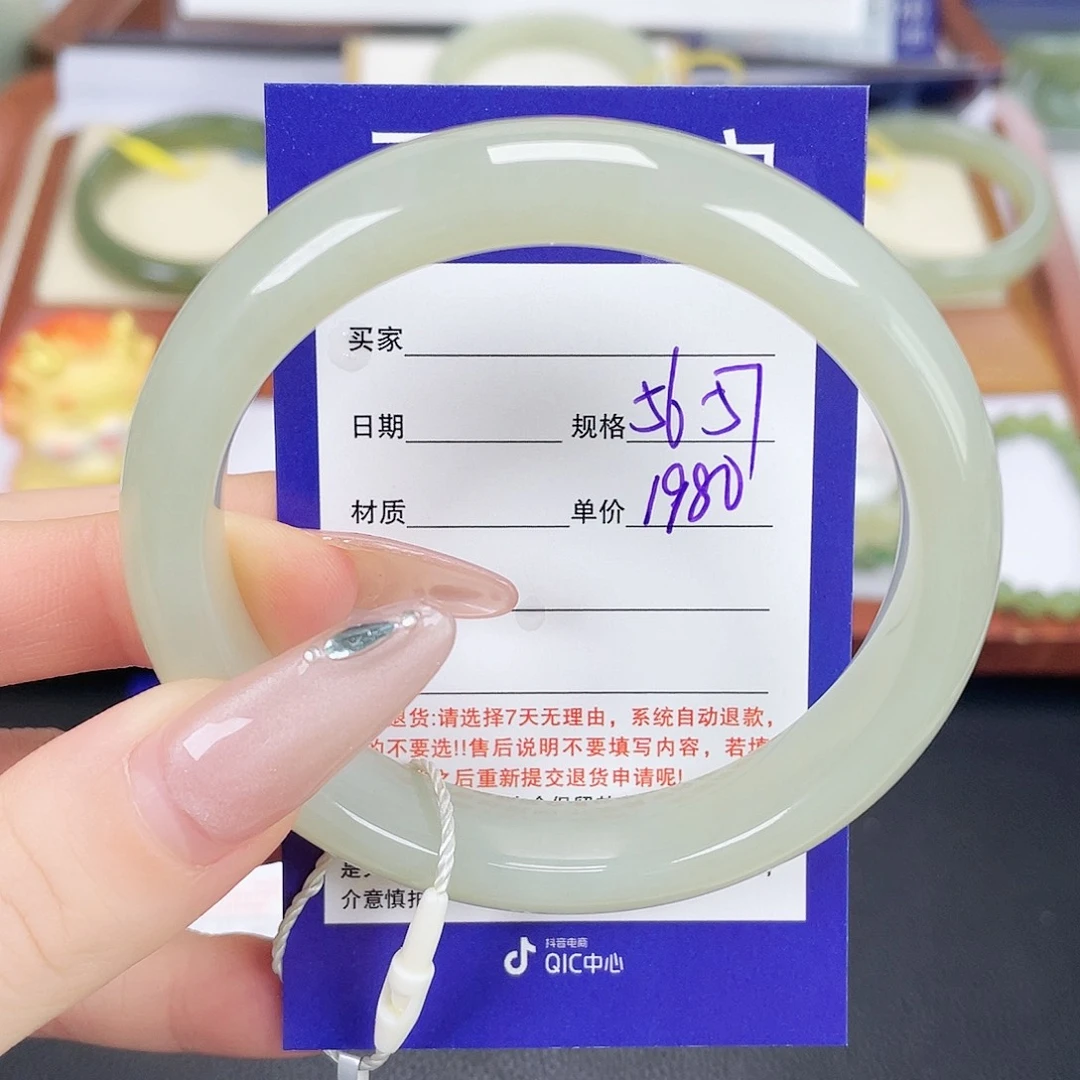 买家
日期 规格 56 57
材质 单价 1980
退货:请选择7天无理由，系统自动退款，
的不要选!!售后说明不要填写内容，若填
之后重新提交退货申请呢!
介意慎拍
抖音电商
QIC中心